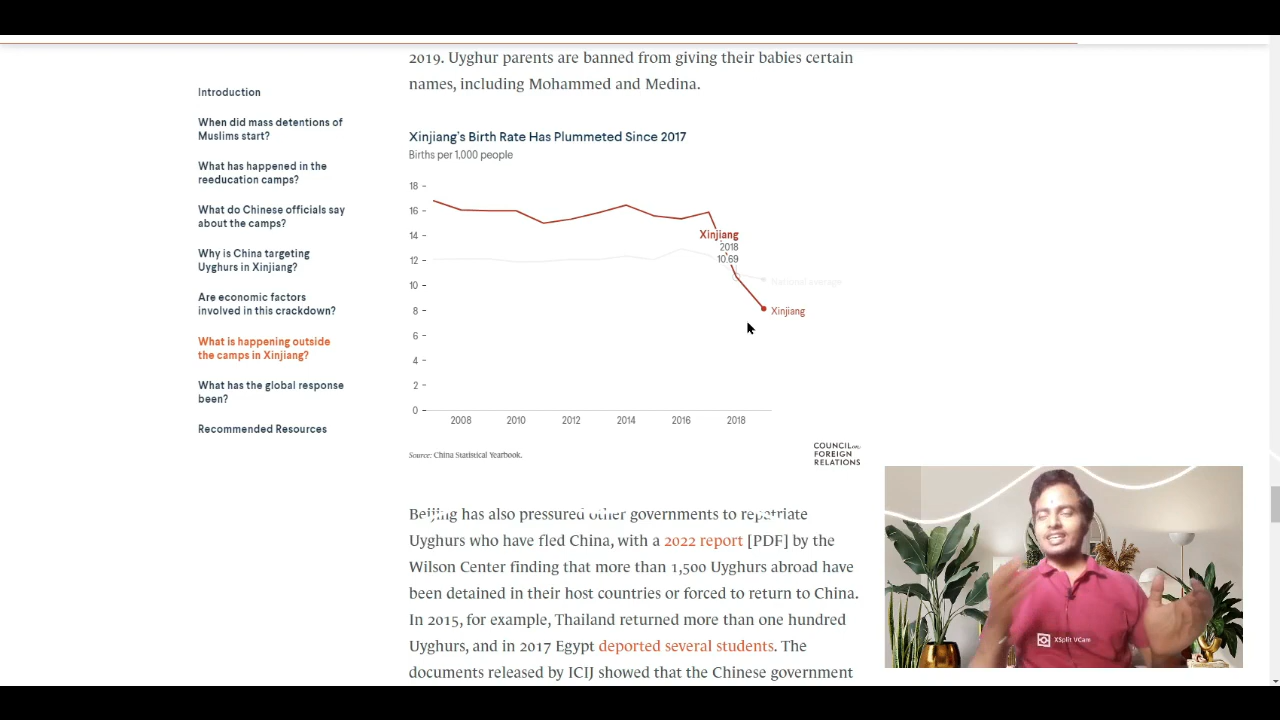 2019. Uyghur parents are banned from giving their babies certain
names, including Mohammed and Medina.
Introduction
When did mass detentions of
Muslims start?
What has happened in the
reeducation camps?
What do Chinese officials say
about the camps?
Why is China targeting
Uyghurs in Xinjiang?
Are economic factors
involved in this crackdown?
What is happening outside
the camps in Xinjiang?
What has the global response
been?
Recommended Resources
Xinjiang's Birth Rate Has Plummeted Since 2017
Births per 1,000 people
18
16
14
12
10
8
6
4
2
0
Xinjiang
2018
10.69
National average
Xinjiang
2008 2010 2012 2014 2016 2018
Source: China Statistical Yearbook.
COUNCIL on
FOREIGN
RELATIONS
Beijing has also pressured other governments to repatriate
Uyghurs who have fled China, with a 2022 report [PDF] by the
Wilson Center finding that more than 1,500 Uyghurs abroad have
been detained in their host countries or forced to return to China.
In 2015, for example, Thailand returned more than one hundred
Uyghurs, and in 2017 Egypt deported several students. The
documents released by ICIJ showed that the Chinese government
XSplit VCam